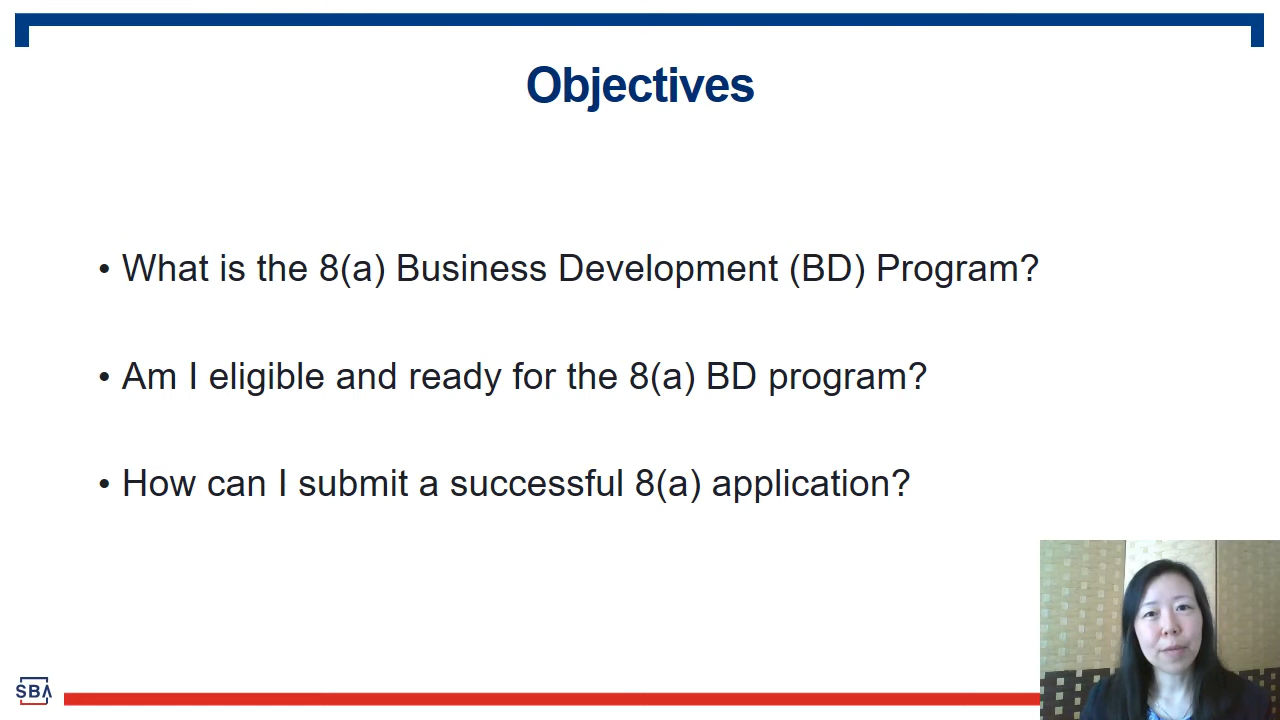 Objectives
• What is the 8(a) Business Development (BD) Program?
• Am I eligible and ready for the 8(a) BD program?
• How can I submit a successful 8(a) application?
SBA